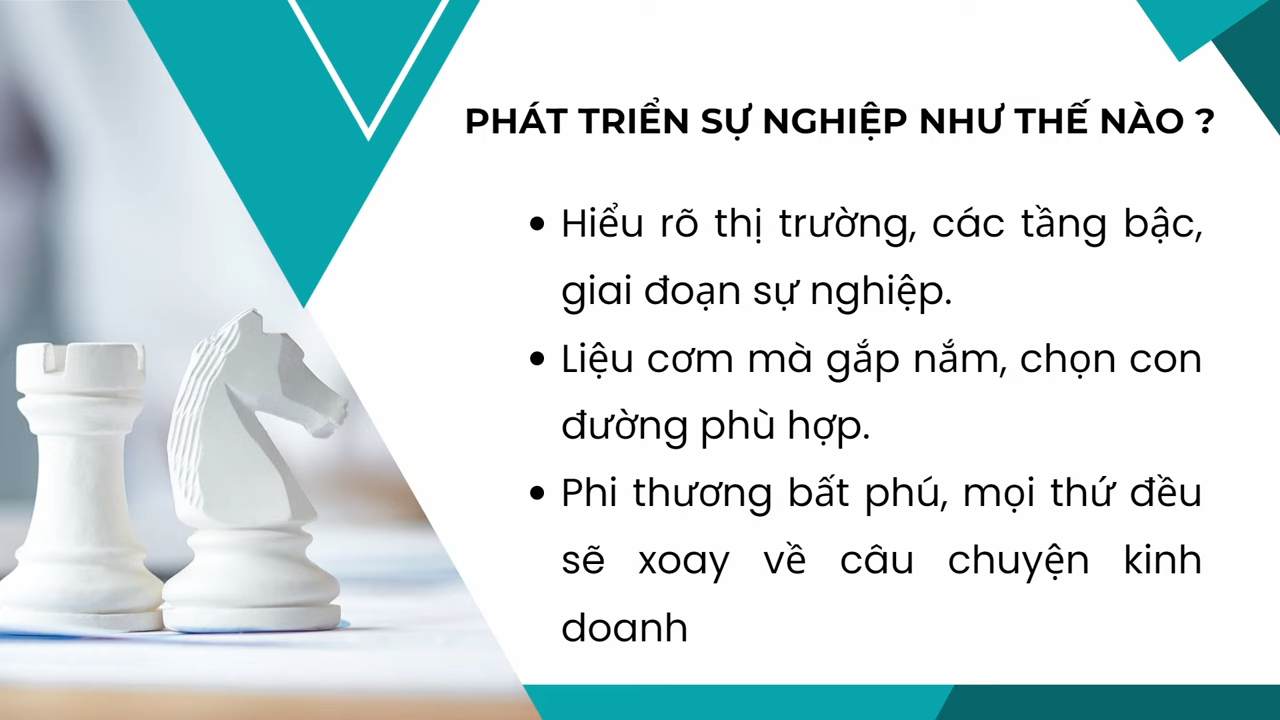 PHÁT TRIỂN SỰ NGHIỆP NHƯ THẾ NÀO ?
• Hiểu rõ thị trường, các tầng bậc,
giai đoạn sự nghiệp.
• Liệu cơm mà gắp nắm, chọn con
đường phù hợp.
• Phi thương bất phú, mọi thứ đều
sẽ xoay về câu chuyện kinh
doanh